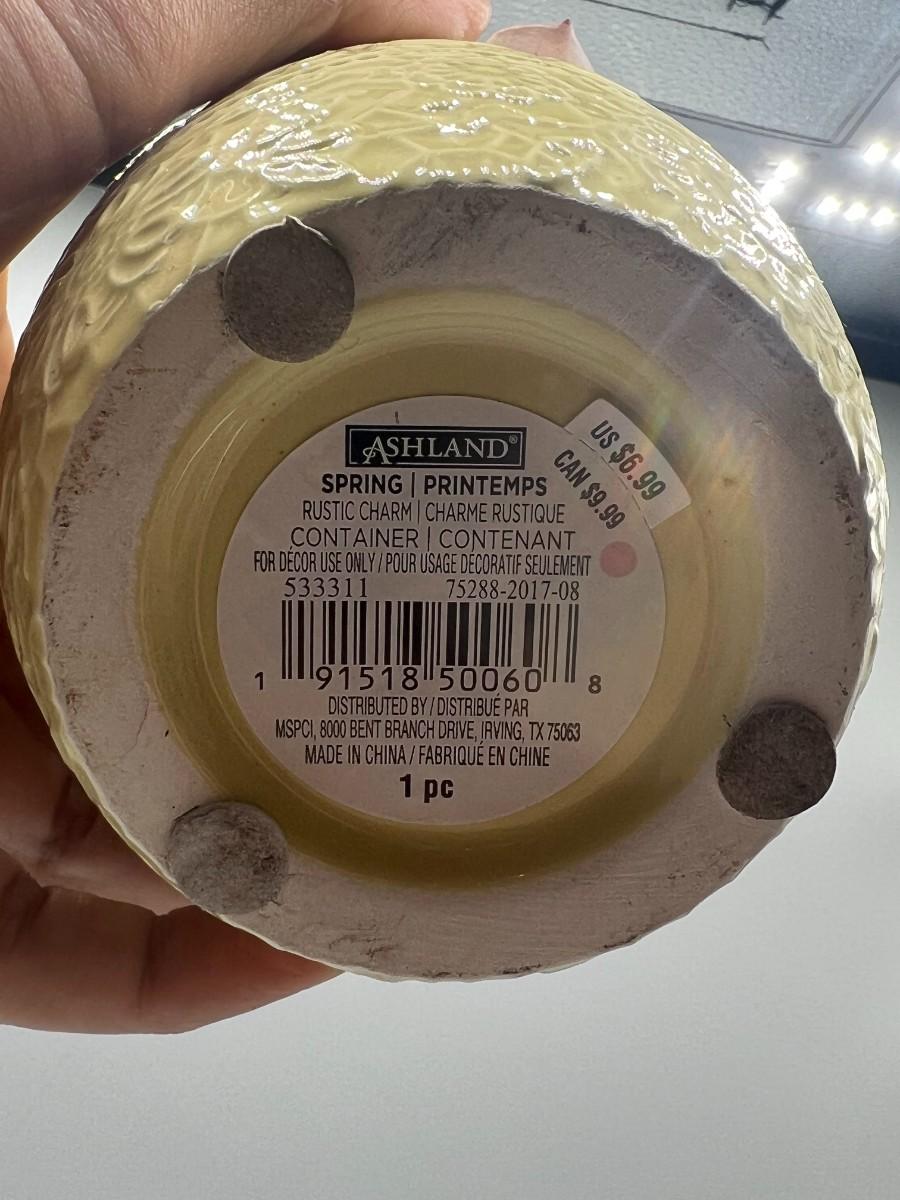 ASHLAND®
SPRING | PRINTEMPS
RUSTIC CHARM | CHARME RUSTIQUE
CONTAINER | CONTENANT
FOR DÉCOR USE ONLY / POUR USAGE DÉCORATIF SEULEMENT
533311 75288-2017-08
1 91518 50060 8
DISTRIBUTED BY / DISTRIBUÉ PAR
MSPCI, 8000 BENT BRANCH DRIVE, IRVING, TX 75063
MADE IN CHINA / FABRIQUÉ EN CHINE
1 pc
US $6.99
CAN $9.99